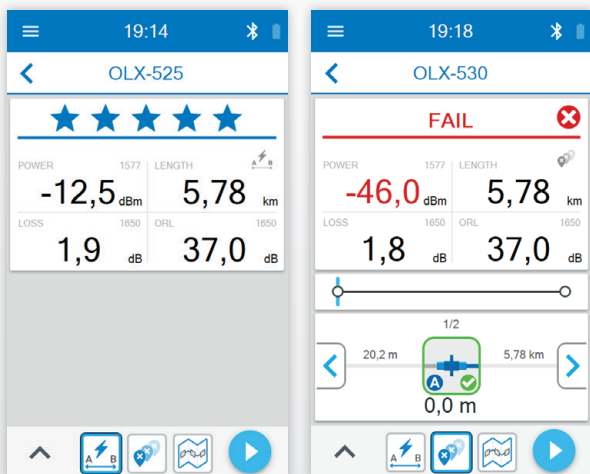 19:14
OLX-525
POWER 1577 LENGTH A B
-12,5 dBm 5,78 km
LOSS 1650 ORL 1650
1,9 dB 37,0 dB
A B
19:18
OLX-530
FAIL
POWER 1577 LENGTH
-46,0 dBm 5,78 km
LOSS 1650 ORL 1650
1,8 dB 37,0 dB
1/2
20,2 m 5,78 km
A
0,0 m
A B